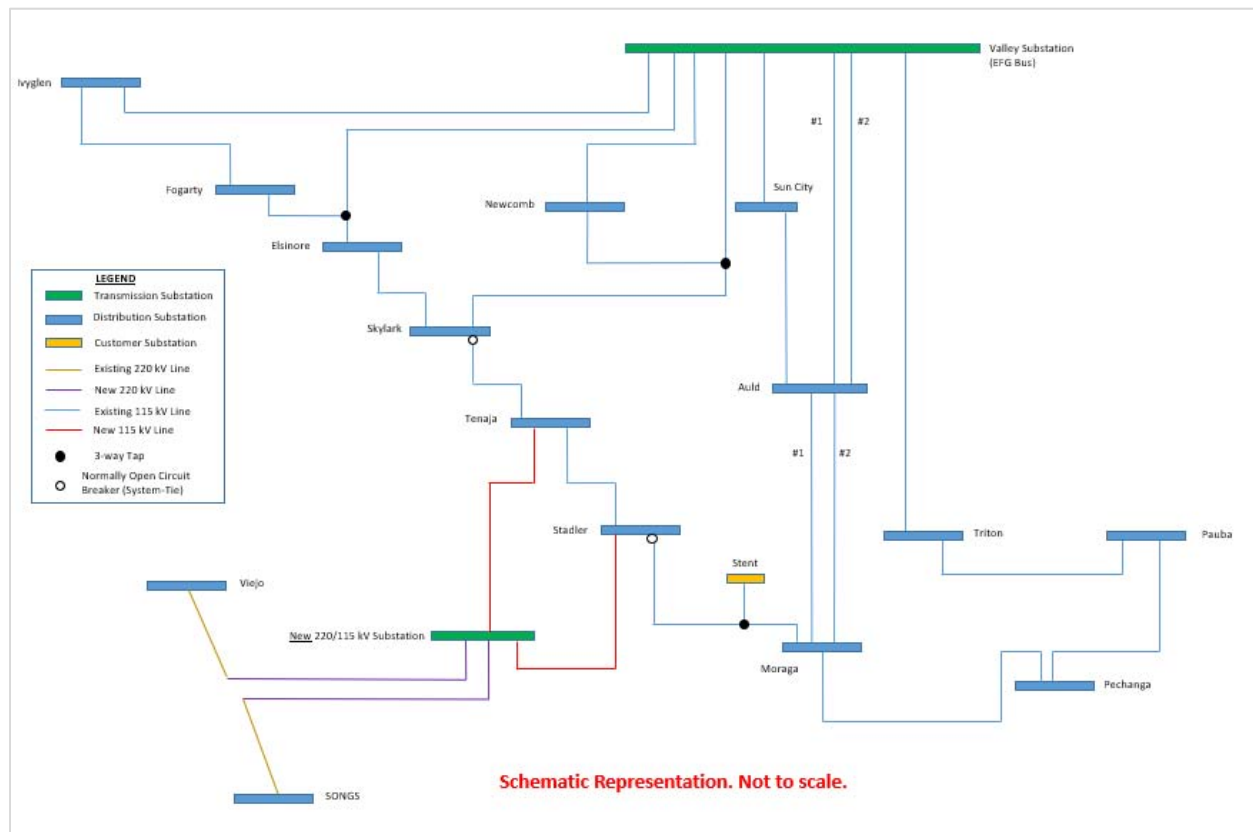 Valley Substation
(EFG Bus)
Ivyglen
#1
#2
Fogarty
Newcomb
Sun City
Elsinore
LEGEND
Transmission Substation
Distribution Substation
Customer Substation
Existing 220 kV Line
New 220 kV Line
Existing 115 kV Line
New 115 kV Line
3-way Tap
Normally Open Circuit
Breaker (System-Tie)
Skylark
Auld
Tenaja
#1
#2
Stadler
Triton
Pauba
Stent
Viejo
New 220/115 kV Substation
Moraga
Pechanga
Schematic Representation. Not to scale.
SONGS